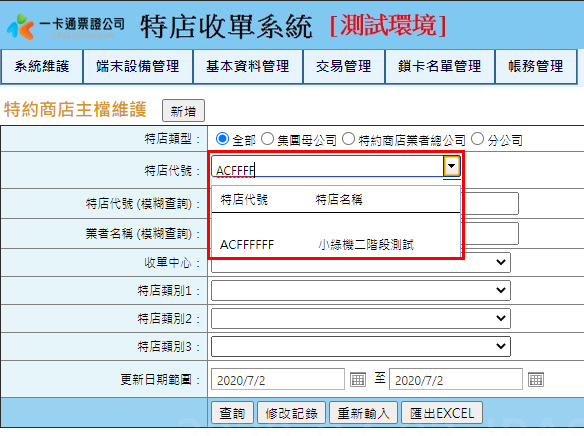 一卡通票證公司 特店收單系統 [測試環境]
系統維護 端末設備管理 基本資料管理 交易管理 鎖卡名單管理 帳務管理
特約商店主檔維護 新增
特店類型: 全部 集團母公司 特約商店業者總公司 分公司
特店代號: ACFFFF
特店代號 特店名稱
特店代號 (模糊查詢):
業者名稱 (模糊查詢):
ACFFFFFF 小綠機二階段測試
收單中心:
特店類別1:
特店類別2:
特店類別3:
更新日期範圍: 2020/7/2 至 2020/7/2
查詢 修改記錄 重新輸入 匯出EXCEL